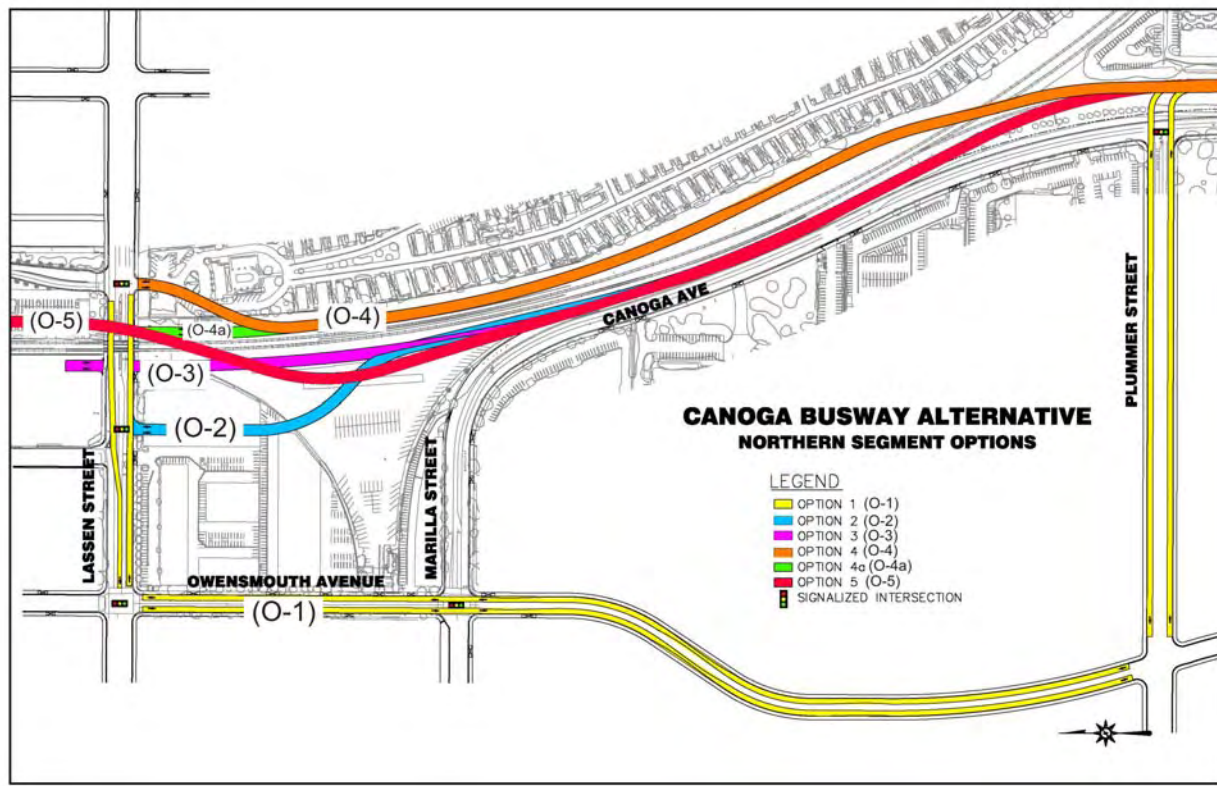 (O-5)
(O-4a)
(O-4)
(O-3)
(O-2)
CANOGA AVE
PLUMMER STREET
LASSEN STREET
MARILLA STREET
OWENSMOUTH AVENUE
(O-1)
CANOGA BUSWAY ALTERNATIVE
NORTHERN SEGMENT OPTIONS
LEGEND
OPTION 1 (O-1)
OPTION 2 (O-2)
OPTION 3 (O-3)
OPTION 4 (O-4)
OPTION 4a (O-4a)
OPTION 5 (O-5)
SIGNALIZED INTERSECTION